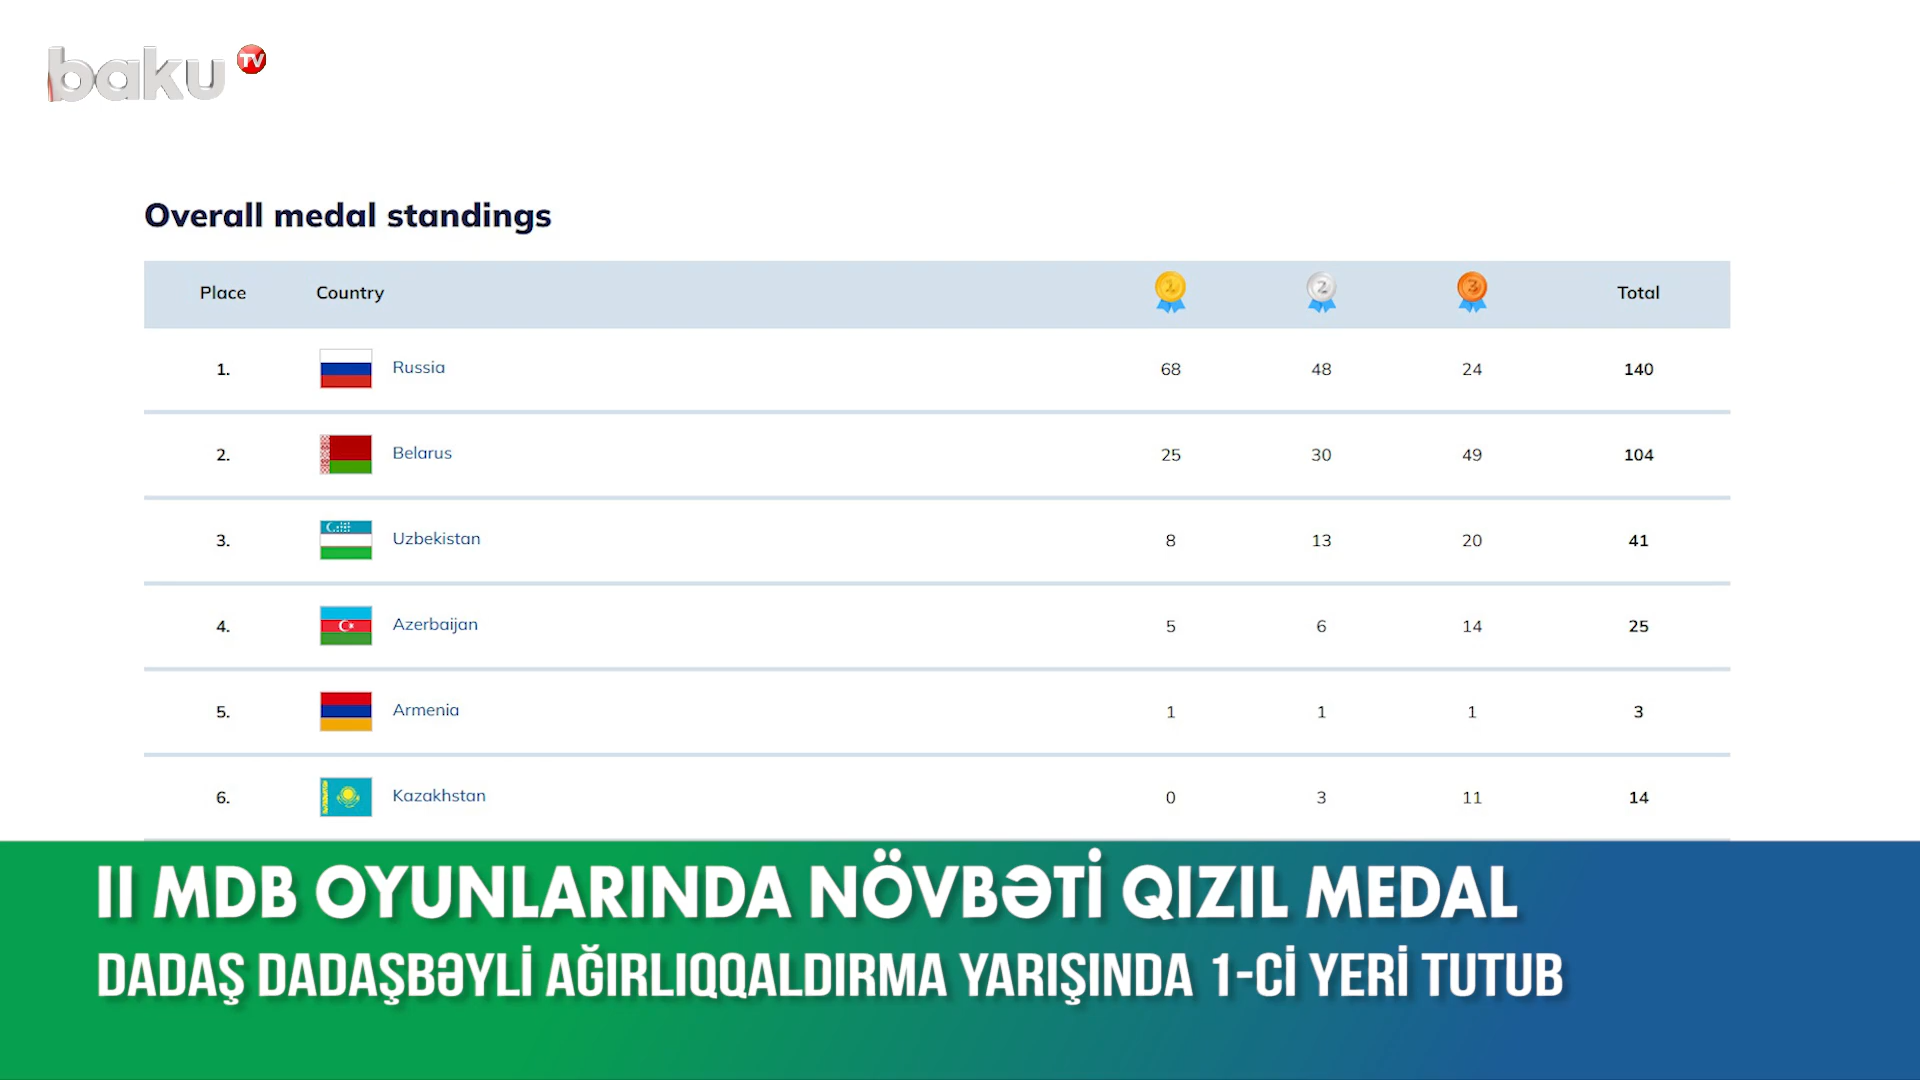 baku TV
Overall medal standings
Place Country 1 2 3 Total
1. Russia 68 48 24 140
2. Belarus 25 30 49 104
3. Uzbekistan 8 13 20 41
4. Azerbaijan 5 6 14 25
5. Armenia 1 1 1 3
6. Kazakhstan 0 3 11 14
II MDB OYUNLARINDA NÖVBƏTİ QIZIL MEDAL
DADAŞ DADAŞBƏYLİ AĞIRLIQQALDIRMA YARIŞINDA 1-Cİ YERİ TUTUB